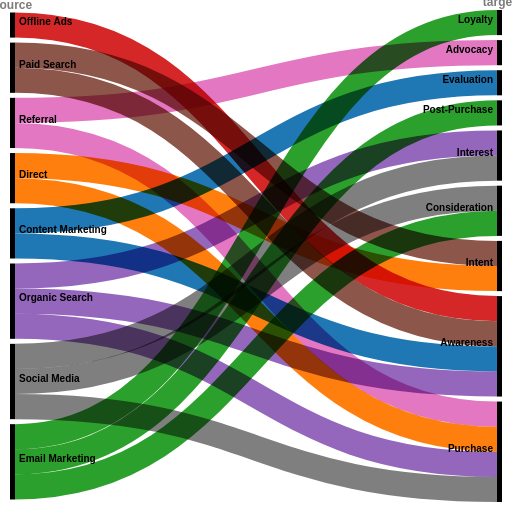 ource
targe
Offline Ads
Paid Search
Referral
Direct
Content Marketing
Organic Search
Social Media
Email Marketing
Loyalty
Advocacy
Evaluation
Post-Purchase
Interest
Consideration
Intent
Awareness
Purchase